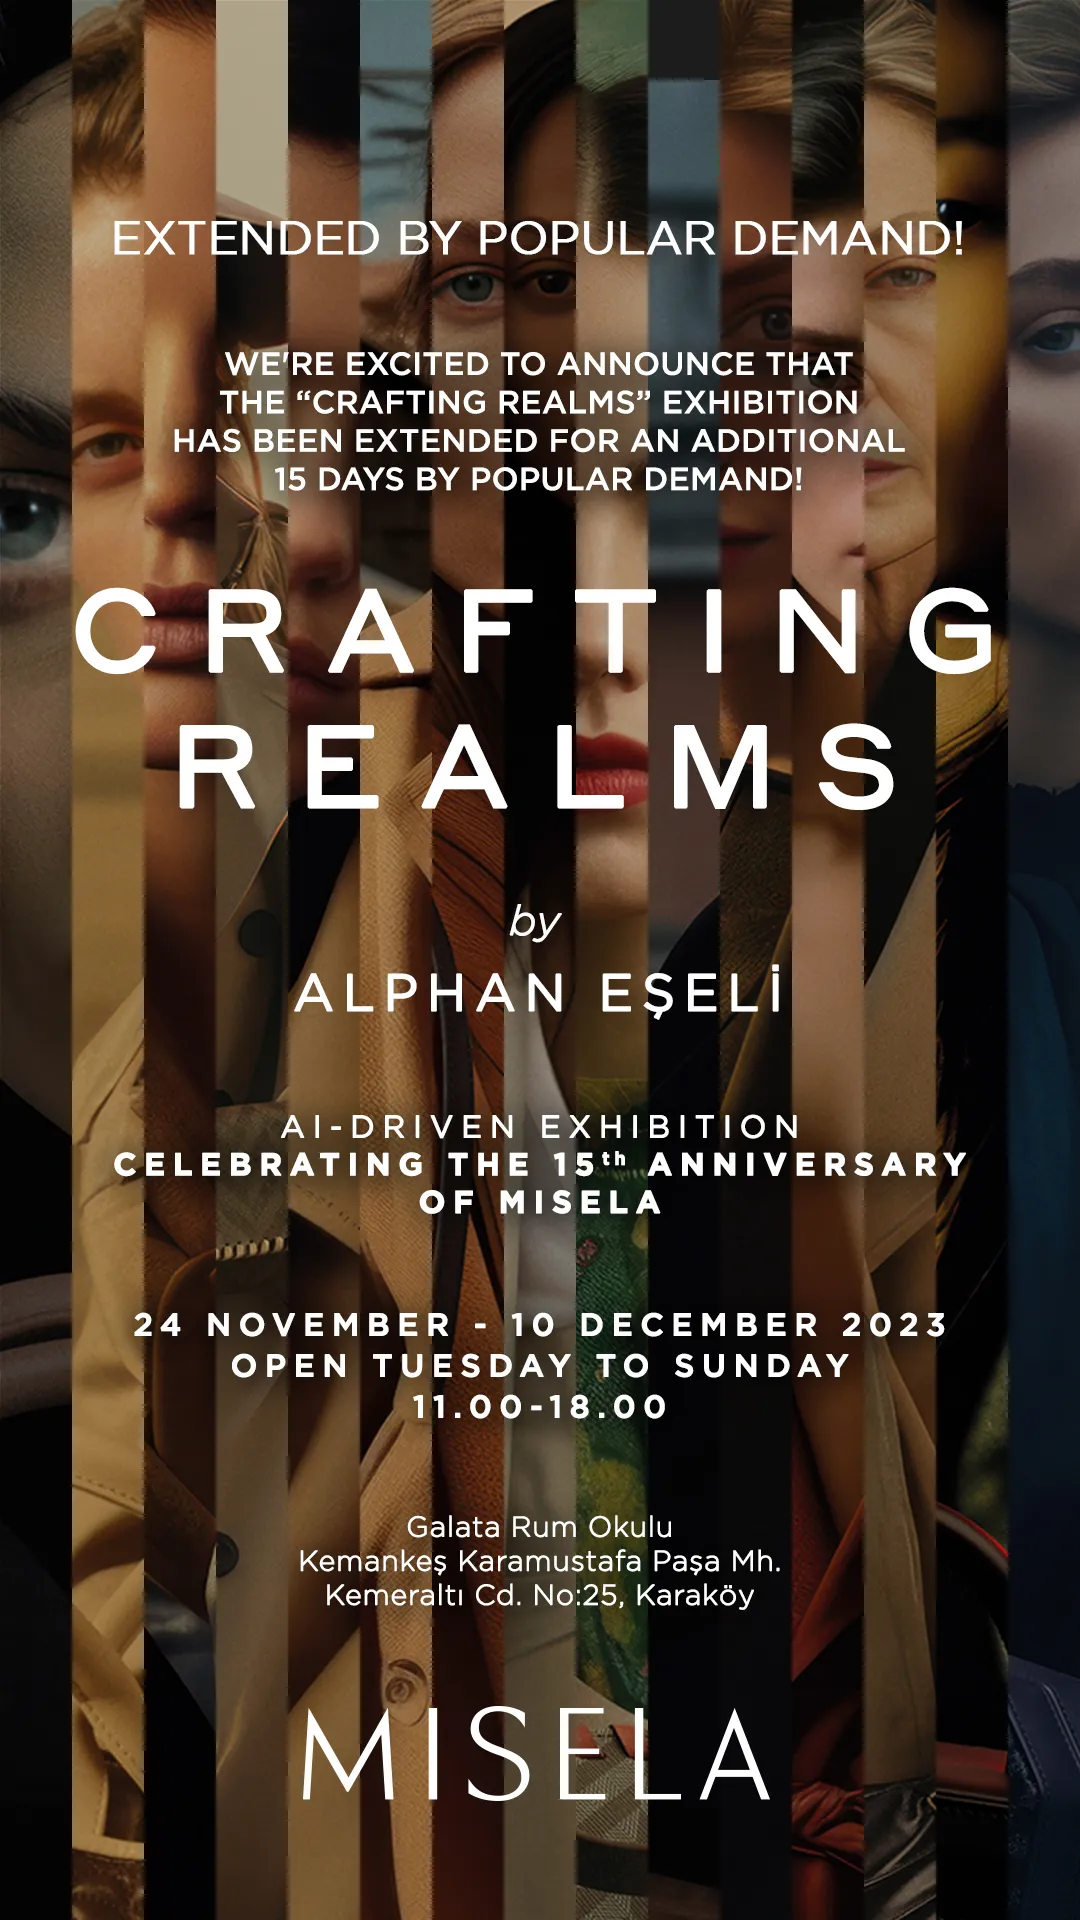 EXTENDED BY POPULAR DEMAND!
WE'RE EXCITED TO ANNOUNCE THAT
THE “CRAFTING REALMS” EXHIBITION
HAS BEEN EXTENDED FOR AN ADDITIONAL
15 DAYS BY POPULAR DEMAND!
CRAFTING
REALMS
by
ALPHAN EŞELİ
AI-DRIVEN EXHIBITION
CELEBRATING THE 15th ANNIVERSARY
OF MISELA
24 NOVEMBER - 10 DECEMBER 2023
OPEN TUESDAY TO SUNDAY
11.00-18.00
Galata Rum Okulu
Kemankeş Karamustafa Paşa Mh.
Kemeraltı Cd. No:25, Karaköy
MISELA